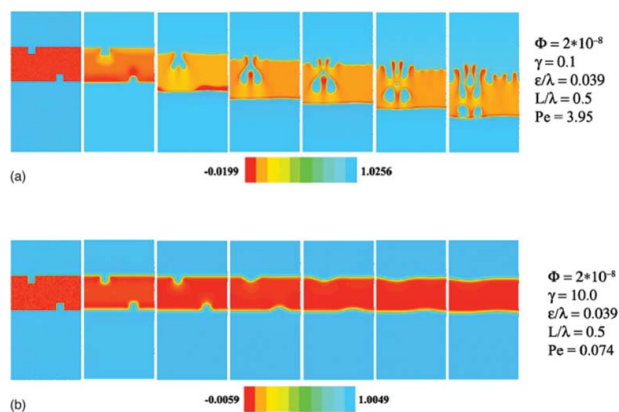 Φ = 2*10⁻⁸
γ = 0.1
ε/λ = 0.039
L/λ = 0.5
Pe = 3.95
-0.0199 1.0256
(a)
Φ = 2*10⁻⁸
γ = 10.0
ε/λ = 0.039
L/λ = 0.5
Pe = 0.074
-0.0059 1.0049
(b)